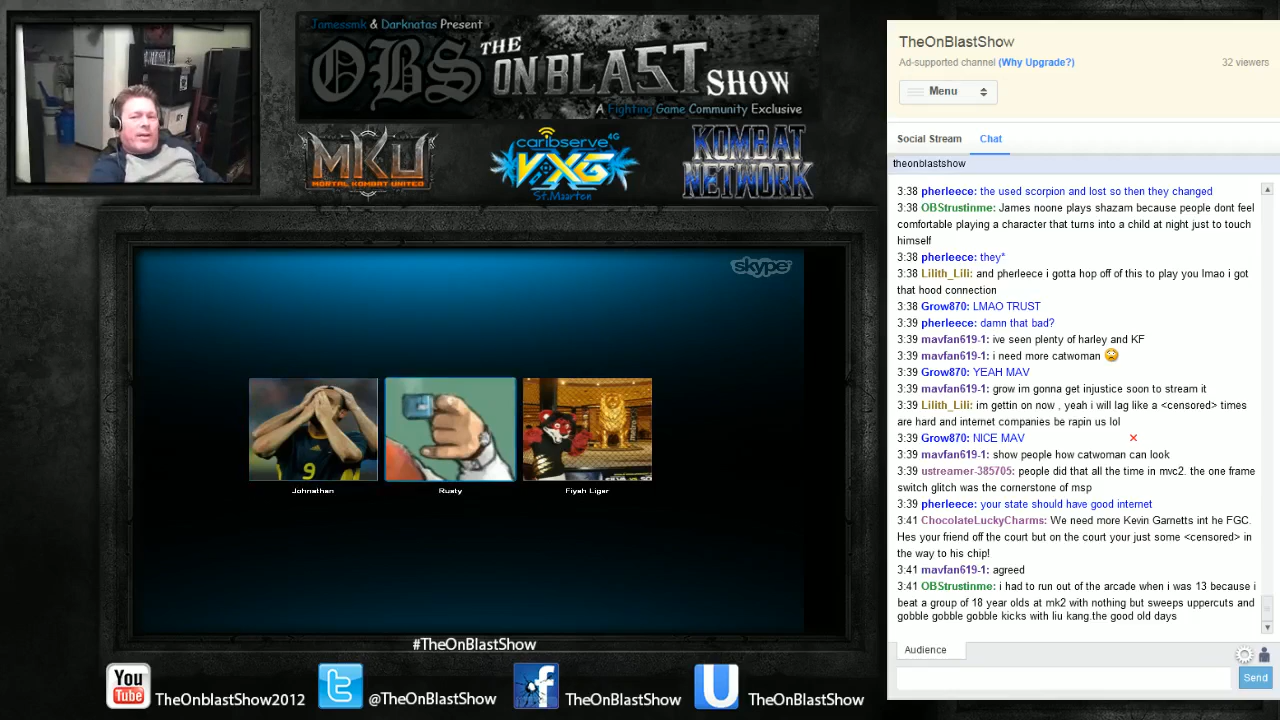 Jamessmk & Darknatas Present
OBS THE ON BLAST SHOW
A Fighting Game Community Exclusive
MKU
MORTAL KOMBAT UNITED
caribserve 4G
VXG
St.Maarten
KOMBAT
NETWORK
skype
9
Johnathan
Rusty
Fiyah Liger
#TheOnBlastShow
You
Tube
TheOnblastShow2012
@TheOnBlastShow
TheOnBlastShow
TheOnBlastShow
TheOnBlastShow
Ad-supported channel (Why Upgrade?)
32 viewers
Menu
Social Stream
Chat
theonblastshow
3:38 pherleece: the used scorpion and lost so then they changed
3:38 OBStrustinme: James noone plays shazam because people dont feel
comfortable playing a character that turns into a child at night just to touch
himself
3:38 pherleece: they*
3:38 Lilith_Lili: and pherleece i gotta hop off of this to play you lmao i got
that hood connection
3:38 Grow870: LMAO TRUST
3:39 pherleece: damn that bad?
3:39 mavfan619-1: ive seen plenty of harley and KF
3:39 mavfan619-1: i need more catwoman
3:39 Grow870: YEAH MAV
3:39 mavfan619-1: grow im gonna get injustice soon to stream it
3:39 Lilith_Lili: im gettin on now , yeah i will lag like a <censored> times
are hard and internet companies be rapin us lol
3:39 Grow870: NICE MAV
3:39 mavfan619-1: show people how catwoman can look
3:39 ustreamer-385705: people did that all the time in mvc2. the one frame
switch glitch was the cornerstone of msp
3:39 pherleece: your state should have good internet
3:41 ChocolateLuckyCharms: We need more Kevin Garnetts int he FGC.
Hes your friend off the court but on the court your just some <censored> in
the way to his chip!
3:41 mavfan619-1: agreed
3:41 OBStrustinme: i had to run out of the arcade when i was 13 because i
beat a group of 18 year olds at mk2 with nothing but sweeps uppercuts and
gobble gobble gobble kicks with liu kang.the good old days
Audience
Send